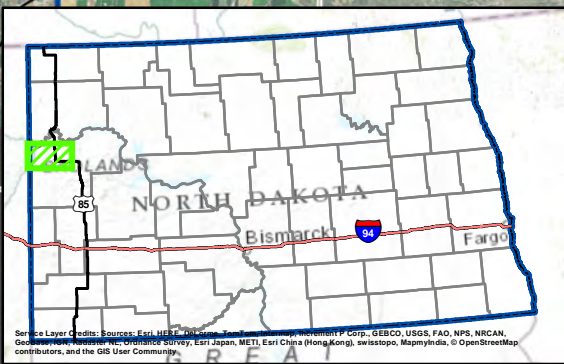 LANDS
85
NORTH DAKOTA
Bismarck
94
Fargo
Service Layer Credits: Sources: Esri, HERE, DeLorme, TomTom, Intermap, increment P Corp., GEBCO, USGS, FAO, NPS, NRCAN,
GeoBase, IGN, Kadaster NL, Ordnance Survey, Esri Japan, METI, Esri China (Hong Kong), swisstopo, MapmyIndia, © OpenStreetMap
contributors, and the GIS User Community
GREAT